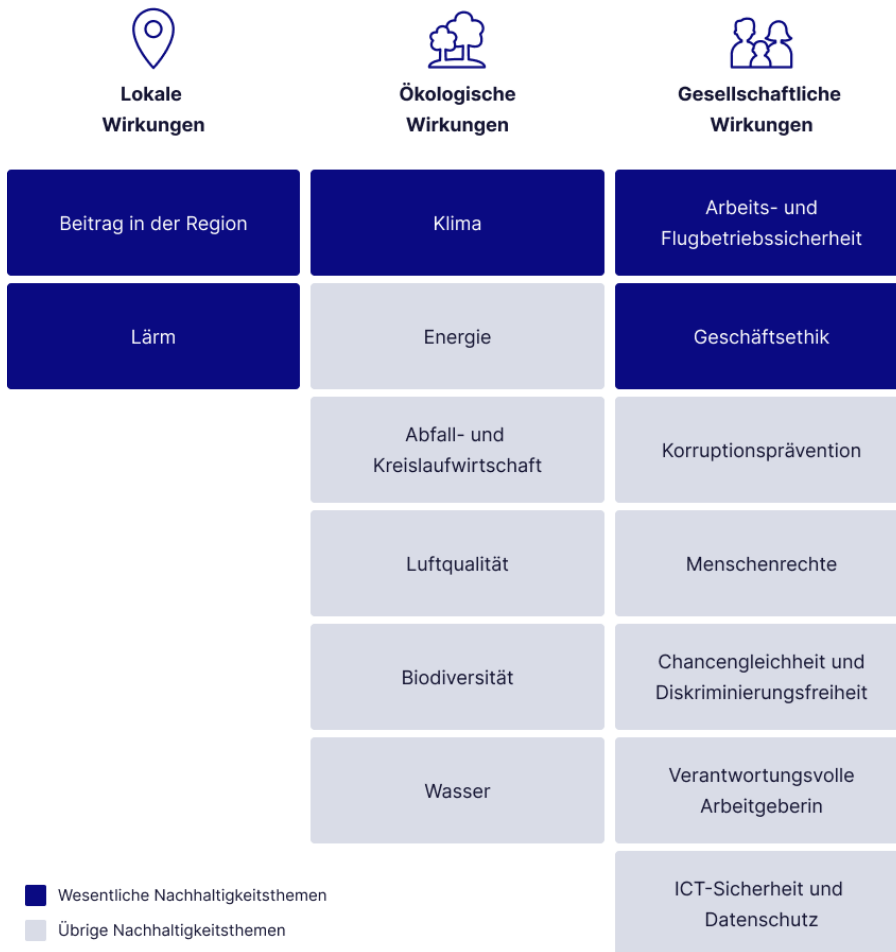 Lokale
Wirkungen
Ökologische
Wirkungen
Gesellschaftliche
Wirkungen
Beitrag in der Region
Klima
Arbeits- und
Flugbetriebssicherheit
Lärm
Energie
Geschäftsethik
Abfall- und
Kreislaufwirtschaft
Korruptionsprävention
Luftqualität
Menschenrechte
Biodiversität
Chancengleichheit und
Diskriminierungsfreiheit
Wasser
Verantwortungsvolle
Arbeitgeberin
ICT-Sicherheit und
Datenschutz
Wesentliche Nachhaltigkeitsthemen
Übrige Nachhaltigkeitsthemen